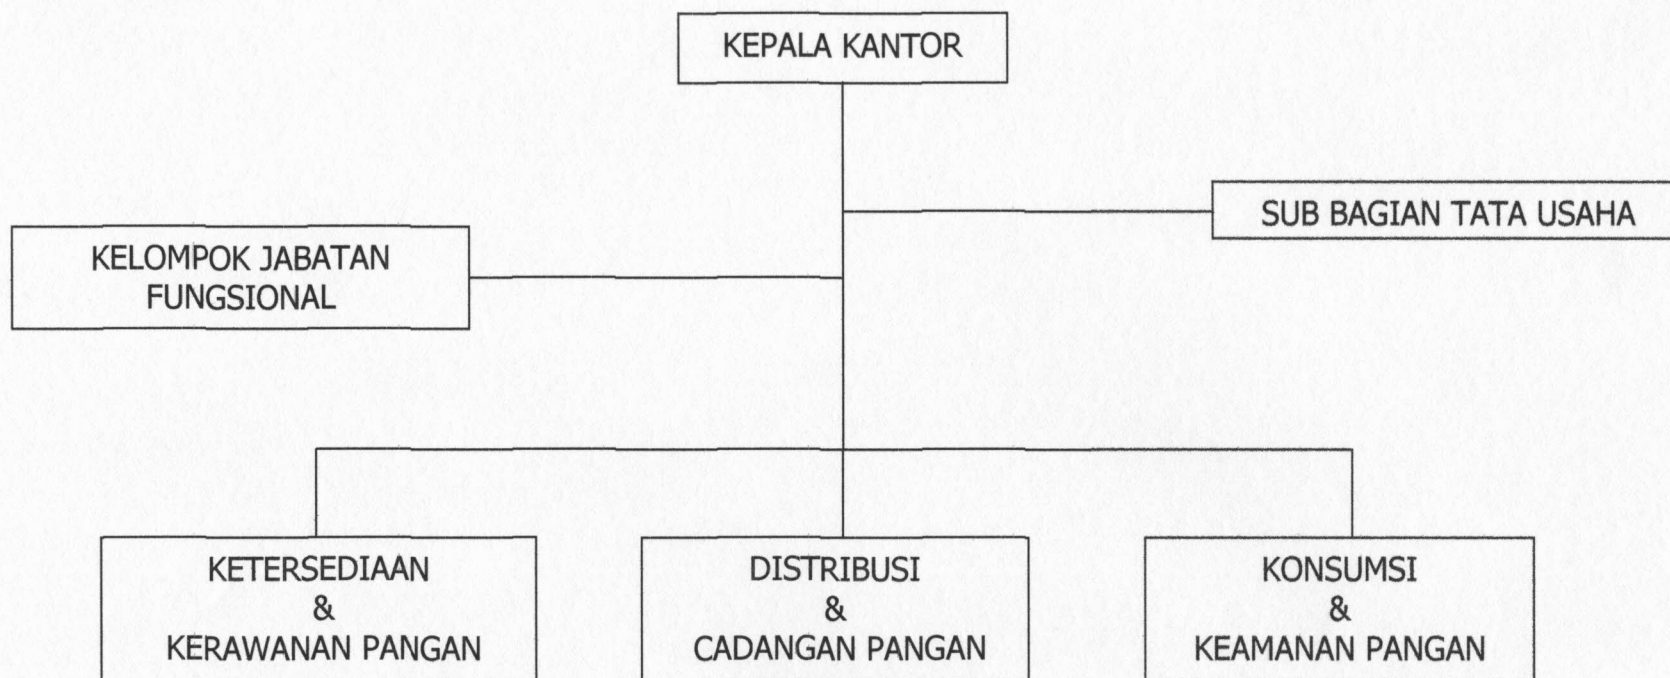 KEPALA KANTOR
SUB BAGIAN TATA USAHA
KELOMPOK JABATAN
FUNGSIONAL
KETERSEDIAAN
&
KERAWANAN PANGAN
DISTRIBUSI
&
CADANGAN PANGAN
KONSUMSI
&
KEAMANAN PANGAN